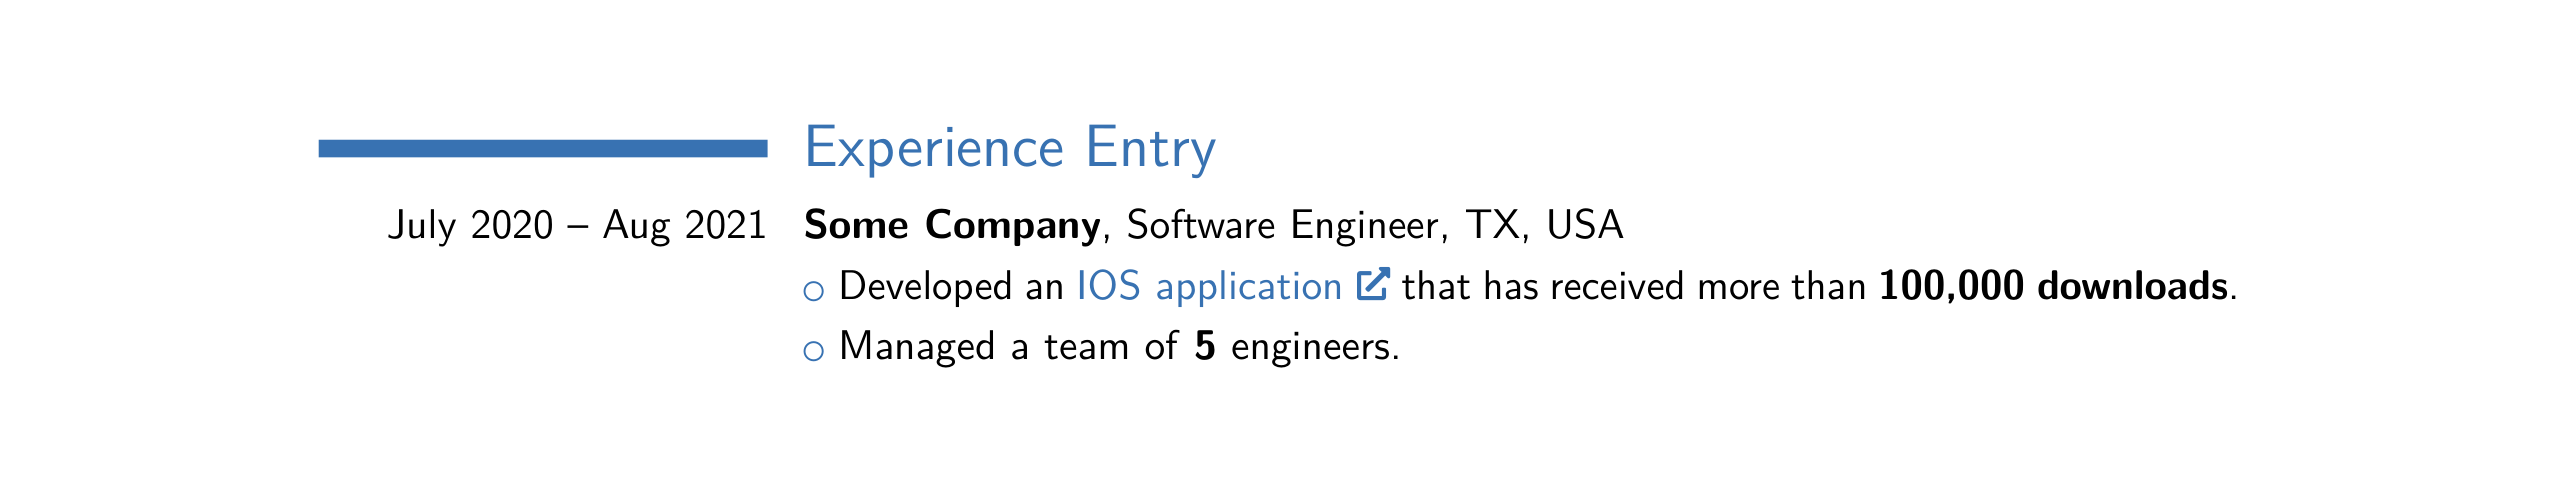 Experience Entry
July 2020 – Aug 2021 Some Company, Software Engineer, TX, USA
○ Developed an IOS application that has received more than 100,000 downloads.
○ Managed a team of 5 engineers.